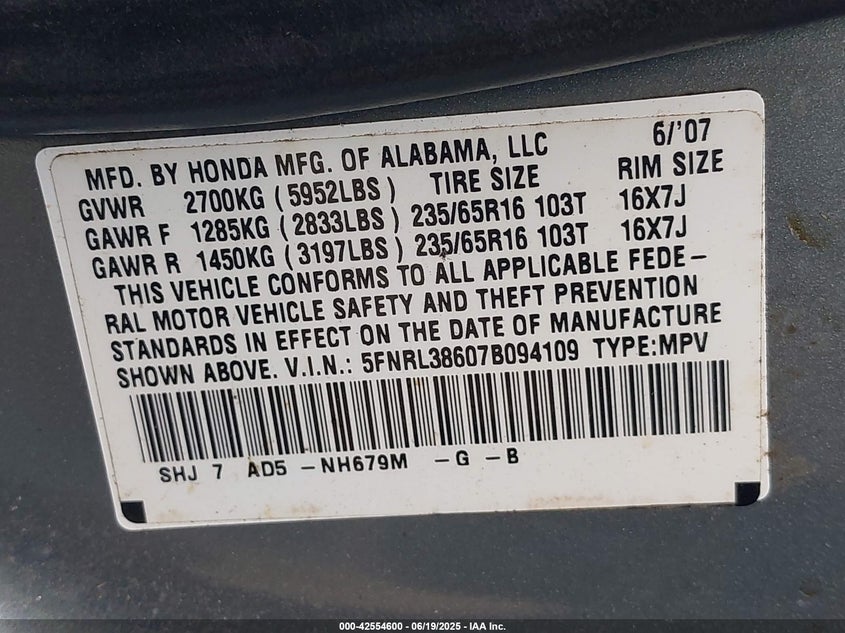 6/'07
MFD. BY HONDA MFG. OF ALABAMA, LLC
GVWR 2700KG (5952LBS) TIRE SIZE RIM SIZE
GAWR F 1285KG (2833LBS) 235/65R16 103T 16X7J
GAWR R 1450KG (3197LBS) 235/65R16 103T 16X7J
THIS VEHICLE CONFORMS TO ALL APPLICABLE FEDE-
RAL MOTOR VEHICLE SAFETY AND THEFT PREVENTION
STANDARDS IN EFFECT ON THE DATE OF MANUFACTURE
SHOWN ABOVE. V.I.N.: 5FNRL38607B094109 TYPE:MPV
SHJ 7 AD5 -NH679M -G -B
000-42554600 - 06/19/2025 - IAA Inc.